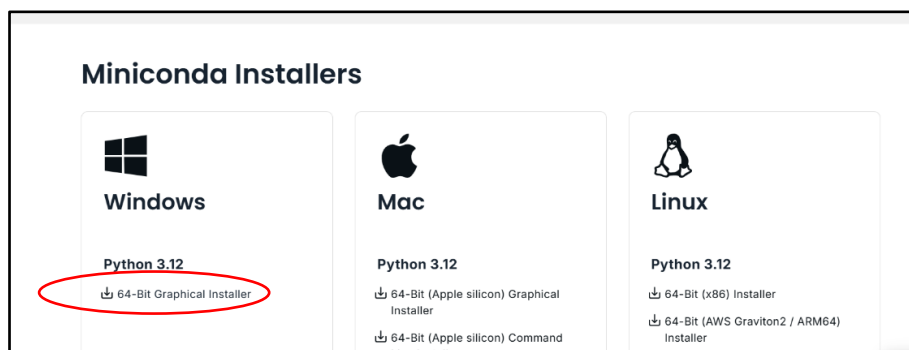 Miniconda Installers
Windows
Python 3.12
64-Bit Graphical Installer
Mac
Python 3.12
64-Bit (Apple silicon) Graphical
Installer
64-Bit (Apple silicon) Command
Linux
Python 3.12
64-Bit (x86) Installer
64-Bit (AWS Graviton2 / ARM64)
Installer